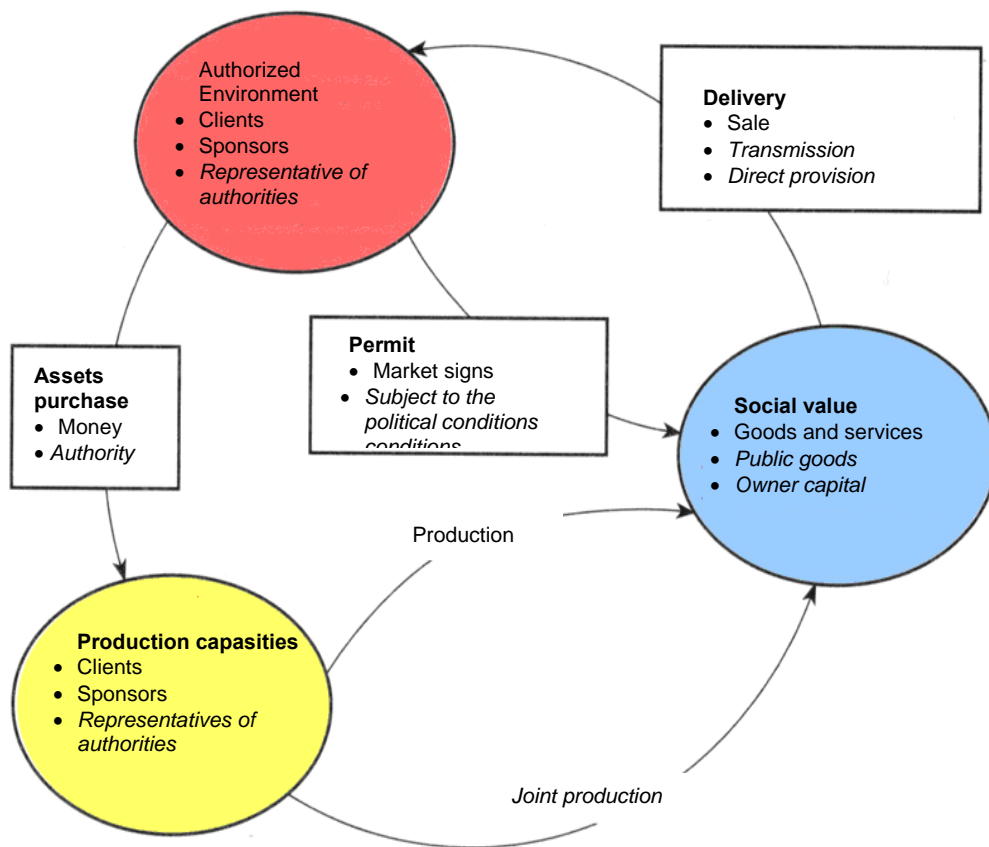 Authorized
Environment
• Clients
• Sponsors
• Representative of
authorities
Delivery
• Sale
• Transmission
• Direct provision
Assets
purchase
• Money
• Authority
Permit
• Market signs
• Subject to the
political conditions
conditions
Social value
• Goods and services
• Public goods
• Owner capital
Production
Production capasities
• Clients
• Sponsors
• Representatives of
authorities
Joint production